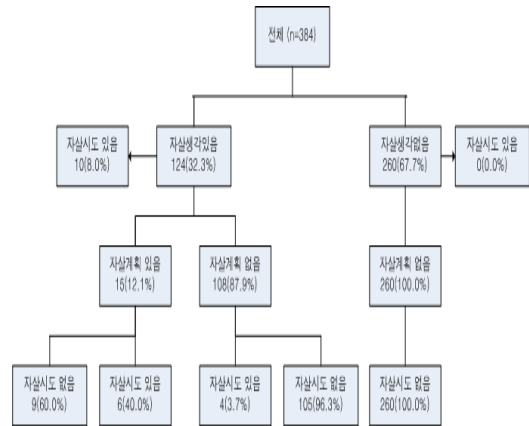 전체 (n=384)
자살시도 있음
10(8.0%)
자살생각있음
124(32.3%)
자살생각없음
260(67.7%)
자살시도 있음
0(0.0%)
자살계획 있음
15(12.1%)
자살계획 없음
108(87.9%)
자살계획 없음
260(100.0%)
자살시도 없음
9(60.0%)
자살시도 있음
6(40.0%)
자살시도 있음
4(3.7%)
자살시도 없음
105(96.3%)
자살시도 없음
260(100.0%)